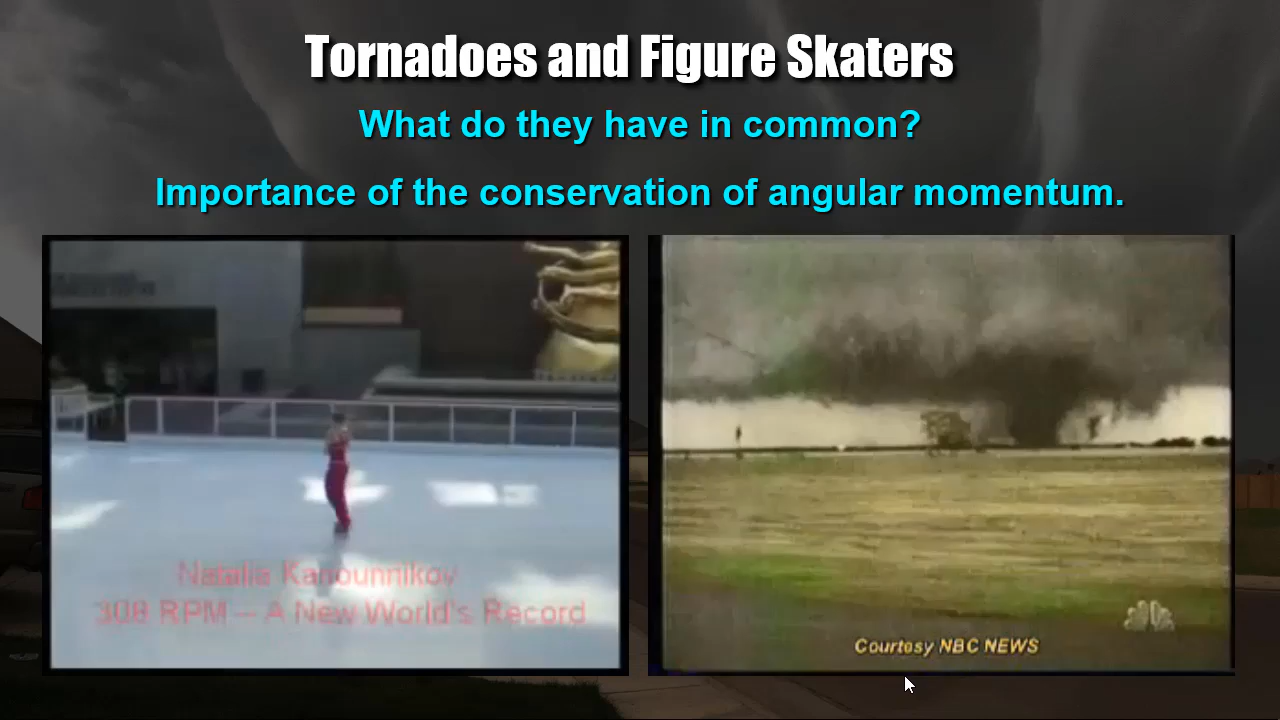 Tornadoes and Figure Skaters
What do they have in common?
Importance of the conservation of angular momentum.
Natalia Kanounnikov
308 RPM – A New World's Record
Courtesy NBC NEWS